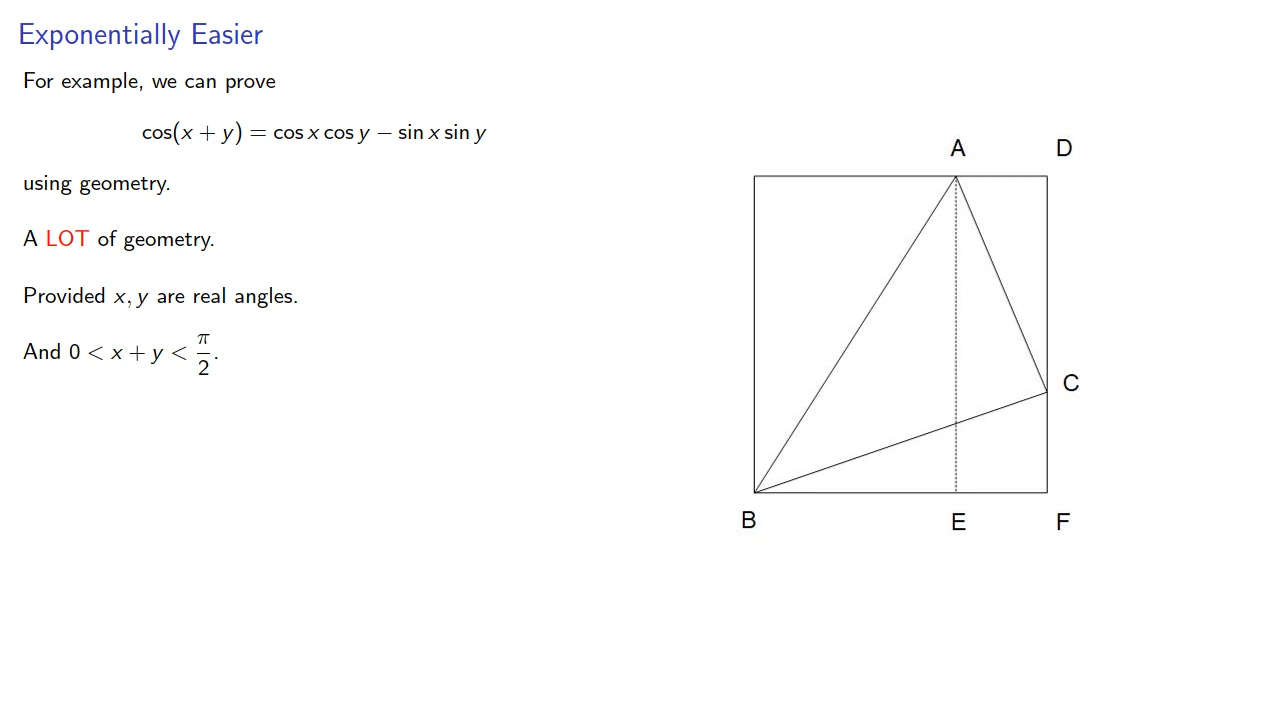 Exponentially Easier
For example, we can prove
cos(x + y) = cos x cos y − sin x sin y
using geometry.
A LOT of geometry.
Provided x, y are real angles.
And 0 < x + y < π/2.
A D
C
B E F